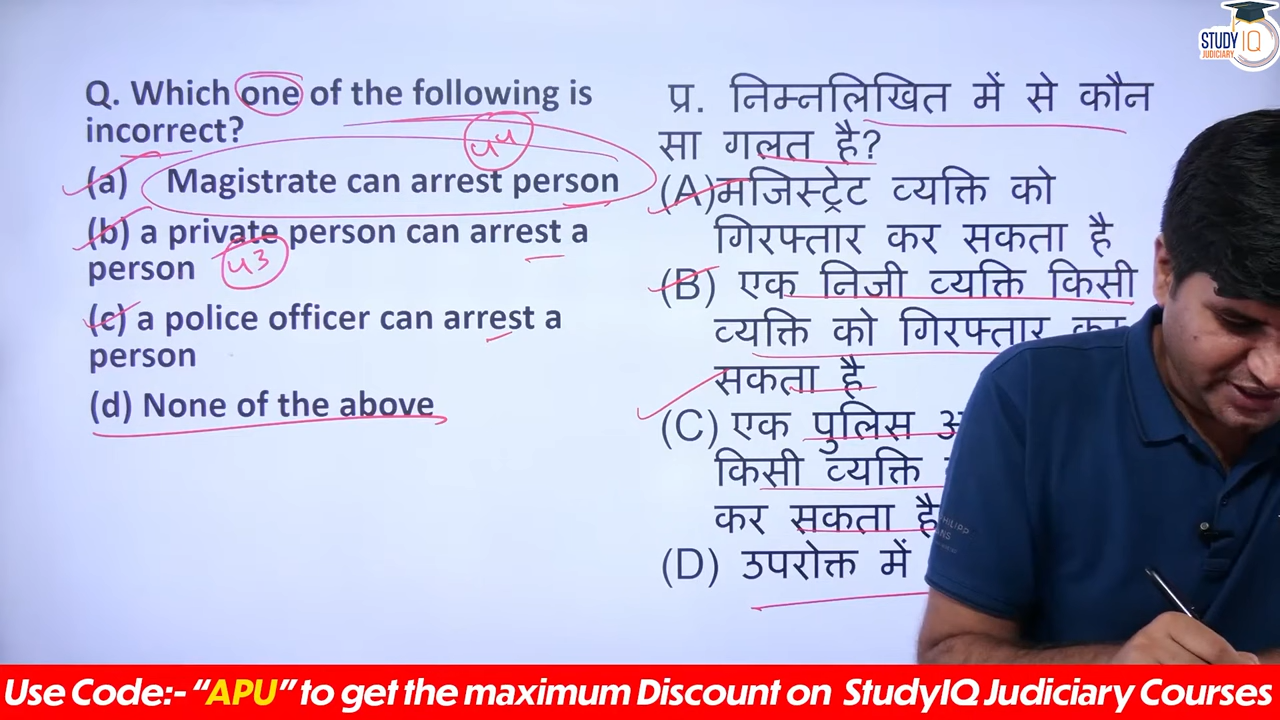 STUDY IQ
JUDICIARY
Q. Which one of the following is
incorrect?
44
(a) Magistrate can arrest person
(b) a private person can arrest a
person
43
(c) a police officer can arrest a
person
(d) None of the above
प्र. निम्नलिखित में से कौन
सा गलत है?
(A)मजिस्ट्रेट व्यक्ति को
गिरफ्तार कर सकता है
(B) एक निजी व्यक्ति किसी
व्यक्ति को गिरफ्तार कर
सकता है
(C) एक पुलिस
किसी व्यक्ति
कर सकता है
(D) उपरोक्त में
Use Code:- “APU” to get the maximum Discount on StudyIQ Judiciary Courses